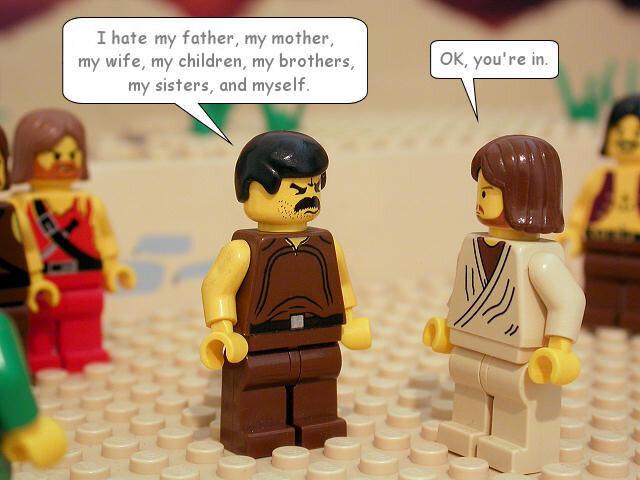 I hate my father, my mother,
my wife, my children, my brothers,
my sisters, and myself.
OK, you're in.